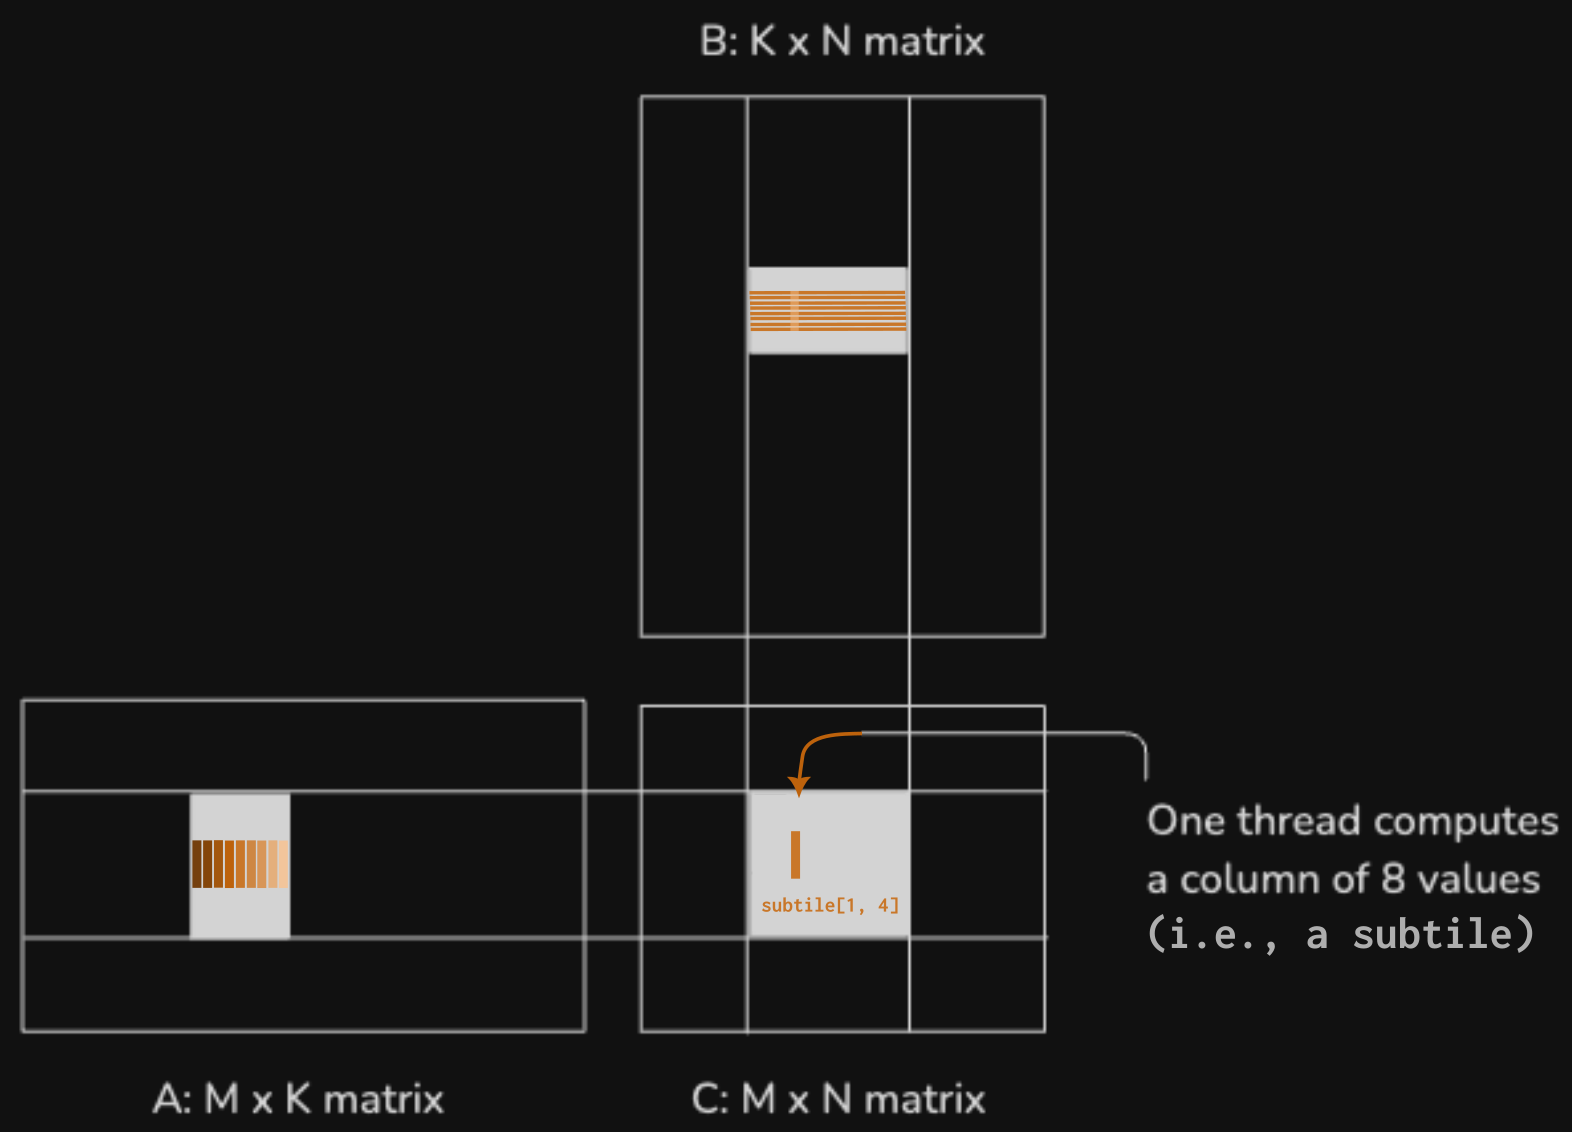 B: K x N matrix
subtile[1, 4]
One thread computes
a column of 8 values
(i.e., a subtile)
A: M x K matrix
C: M x N matrix